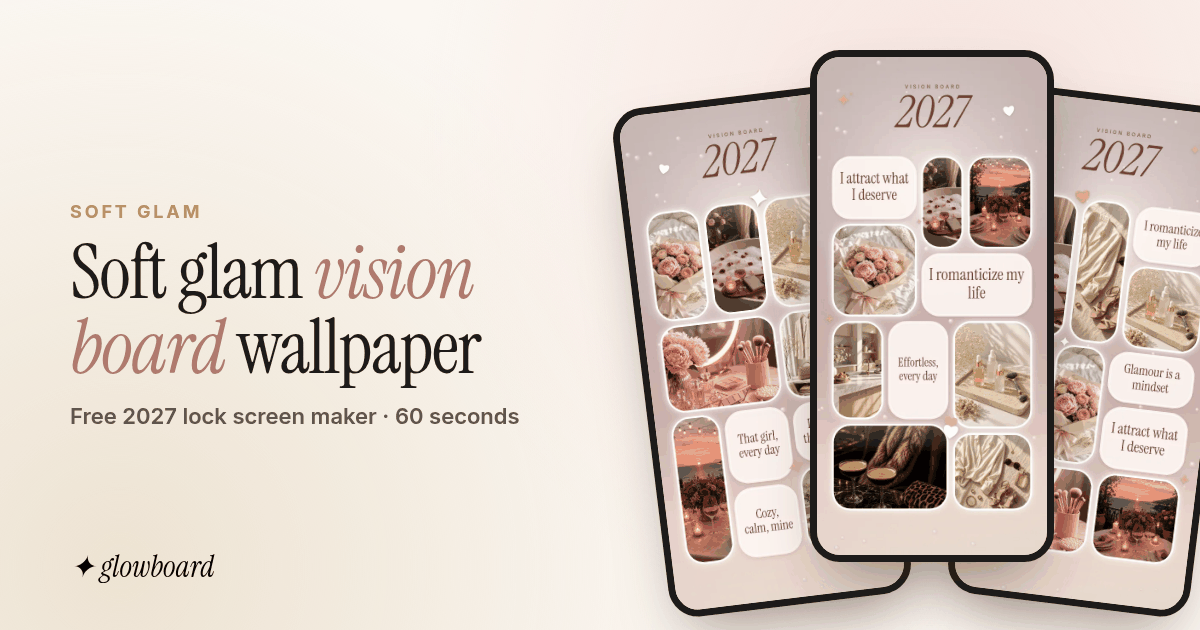 SOFT GLAM
Soft glam vision
board wallpaper
Free 2027 lock screen maker · 60 seconds
✦ glowboard
VISION BOARD
2027
That girl,
every day
Cozy,
calm, mine
VISION BOARD
2027
I attract what
I deserve
I romanticize my
life
Effortless,
every day
VISION BOARD
2027
I romanticize
my life
Glamour is a
mindset
I attract what
I deserve